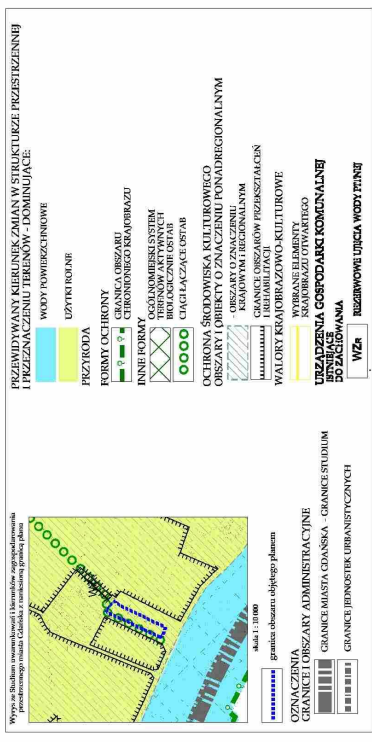 Wyrys ze Studium uwarunkowań i kierunków zagospodarowania
przestrzennego miasta Gdańska z naniesioną granicą planu
skala 1 : 10 000
granica obszaru objętego planem
OZNACZENIA
GRANICE I OBSZARY ADMINISTRACYJNE
GRANICE MIASTA GDAŃSKA - GRANICE STUDIUM
GRANICE JEDNOSTEK URBANISTYCZNYCH
PRZEWIDYWANY KIERUNEK ZMIAN W STRUKTURZE PRZESTRZENNEJ
I PRZEZNACZENIU TERENÓW - DOMINUJĄCE:
WODY POWIERZCHNIOWE
UŻYTKI ROLNE
PRZYRODA
FORMY OCHRONY
GRANICA OBSZARU
CHRONIONEGO KRAJOBRAZU
INNE FORMY
OGÓLNOMIEJSKI SYSTEM
TERENÓW AKTYWNYCH
BIOLOGICZNIE OSTAB
CIĄGI ŁĄCZĄCE OSTAB
OCHRONA ŚRODOWISKA KULTUROWEGO
OBSZARY I OBIEKTY O ZNACZENIU PONADREGIONALNYM
- OBSZARY O ZNACZENIU
KRAJOWYM i REGIONALNYM
GRANICE OBSZARÓW PRZEKSZTAŁCEŃ
I REHABILITACJI
WALORY KRAJOBRAZOWO-KULTUROWE
WYBRANE ELEMENTY
KRAJOBRAZU OTWARTEGO
URZĄDZENIA GOSPODARKI KOMUNALNEJ
ISTNIEJĄCE
DO ZACHOWANIA
WZR REZERWOWE UJĘCIA WODY PITNEJ